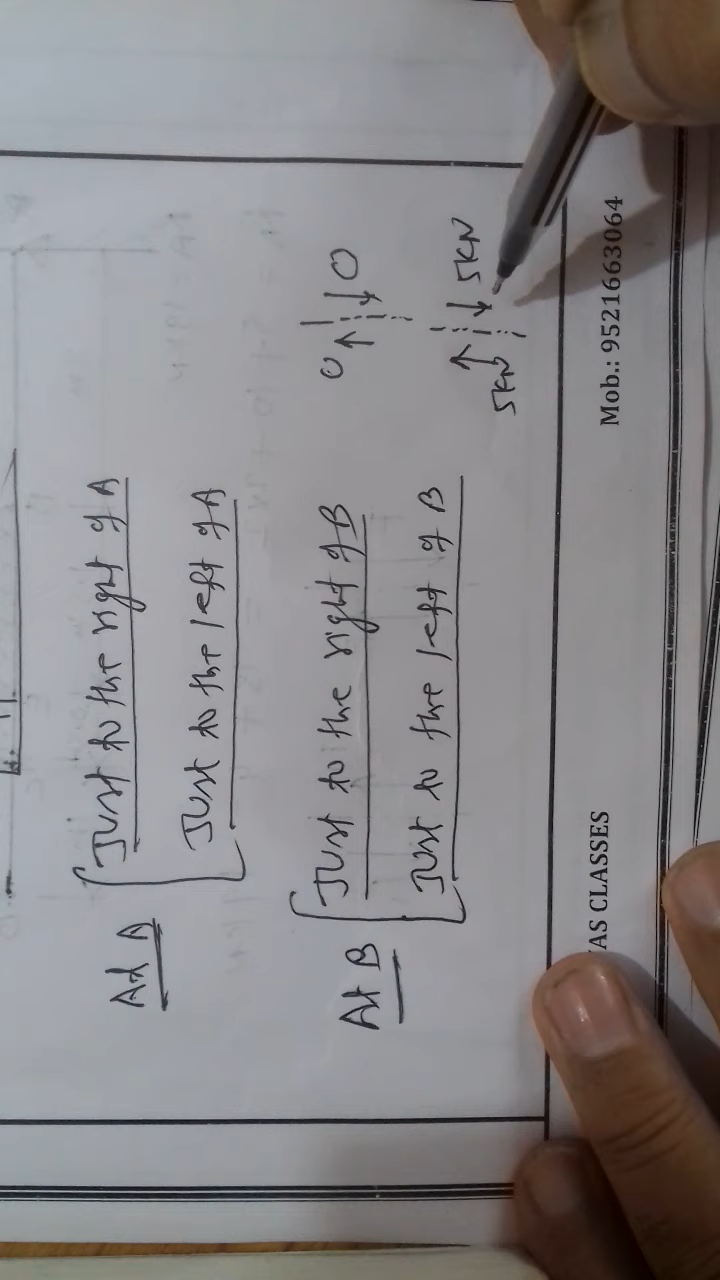 At A
Just to the right of A
Just to the left of A
At B
Just to the right of B
0 0
Just to the left of B
5KN 5KN
AS CLASSES
Mob.: 9521663064